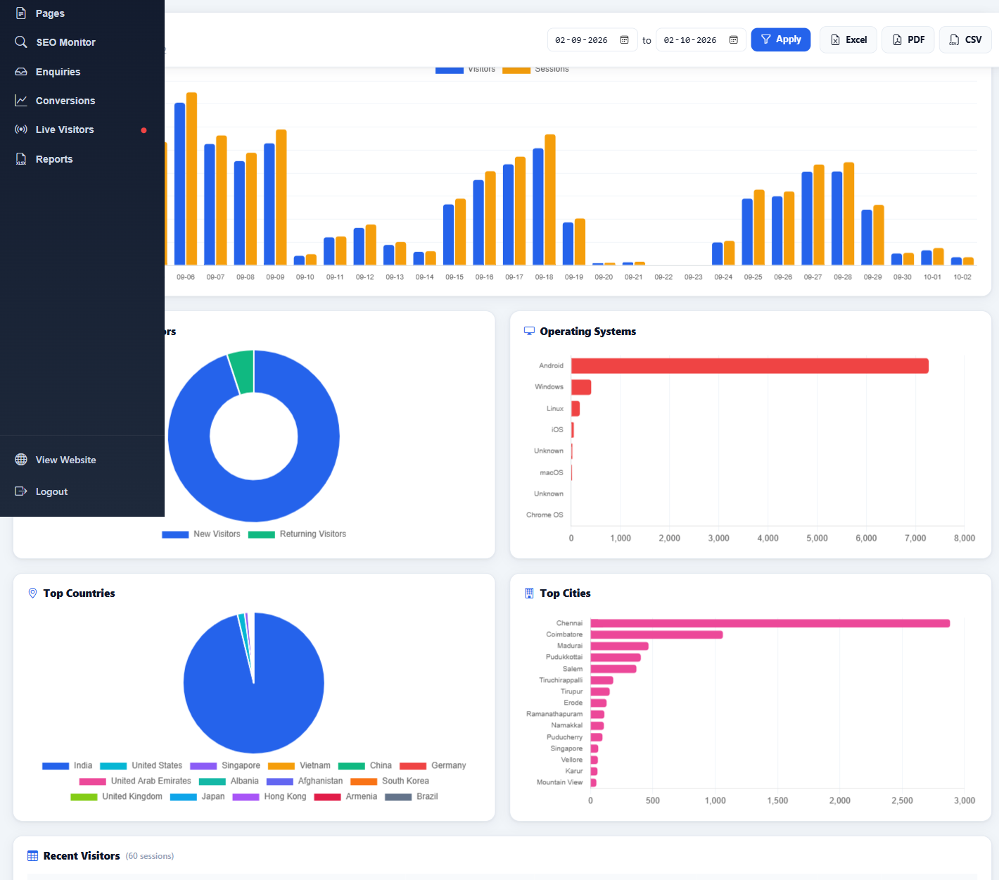 Pages
SEO Monitor
Enquiries
Conversions
Live Visitors
Reports
View Website
Logout
02-09-2026 to 02-10-2026 Apply Excel PDF CSV
Visitors Sessions
09-06 09-07 09-08 09-09 09-10 09-11 09-12 09-13 09-14 09-15 09-16 09-17 09-18 09-19 09-20 09-21 09-22 09-23 09-24 09-25 09-26 09-27 09-28 09-29 09-30 10-01 10-02
ors
New Visitors Returning Visitors
Operating Systems
Android
Windows
Linux
iOS
Unknown
macOS
Unknown
Chrome OS
0 1,000 2,000 3,000 4,000 5,000 6,000 7,000 8,000
Top Countries
India United States Singapore Vietnam China Germany
United Arab Emirates Albania Afghanistan South Korea
United Kingdom Japan Hong Kong Armenia Brazil
Top Cities
Chennai
Coimbatore
Madurai
Pudukkottai
Salem
Tiruchirappalli
Tirupur
Erode
Ramanathapuram
Namakkal
Puducherry
Singapore
Vellore
Karur
Mountain View
0 500 1,000 1,500 2,000 2,500 3,000
Recent Visitors (60 sessions)